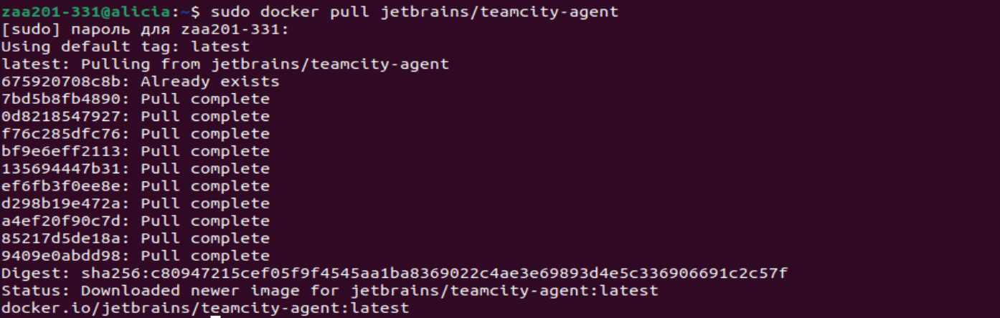 zaa201-331@alicia:~$ sudo docker pull jetbrains/teamcity-agent
[sudo] пароль для zaa201-331:
Using default tag: latest
latest: Pulling from jetbrains/teamcity-agent
675920708c8b: Already exists
7bd5b8fb4890: Pull complete
0d8218547927: Pull complete
f76c285dfc76: Pull complete
bf9e6eff2113: Pull complete
135694447b31: Pull complete
ef6fb3f0ee8e: Pull complete
d298b19e472a: Pull complete
a4ef20f90c7d: Pull complete
85217d5de18a: Pull complete
9409e0abdd98: Pull complete
Digest: sha256:c80947215cef05f9f4545aa1ba8369022c4ae3e69893d4e5c336906691c2c57f
Status: Downloaded newer image for jetbrains/teamcity-agent:latest
docker.io/jetbrains/teamcity-agent:latest